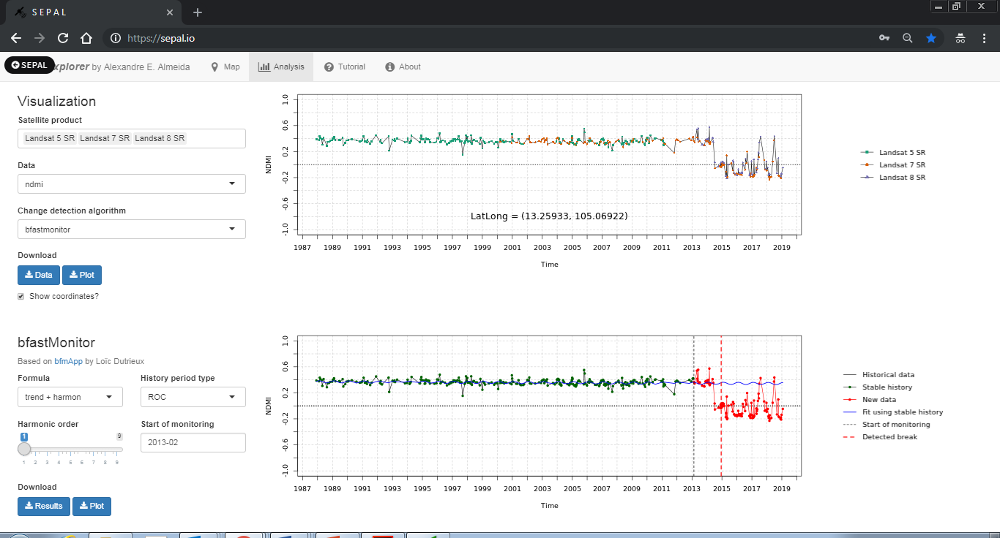 S E P A L
https://sepal.io
SEPAL xplorer by Alexandre E. Almeida Map Analysis Tutorial About
Visualization
Satellite product
Landsat 5 SR Landsat 7 SR Landsat 8 SR
Data
ndmi
Change detection algorithm
bfastmonitor
Download
Data Plot
Show coordinates?
NDMI
1.0
0.6
0.2
-0.2
-0.6
-1.0
LatLong = (13.25933, 105.06922)
1987 1989 1991 1993 1995 1997 1999 2001 2003 2005 2007 2009 2011 2013 2015 2017 2019
Time
Landsat 5 SR
Landsat 7 SR
Landsat 8 SR
bfastMonitor
Based on bfmApp by Loïc Dutrieux
Formula History period type
trend + harmon ROC
Harmonic order Start of monitoring
1 9
2013-02
1 2 3 4 5 6 7 8 9
Download
Results Plot
NDMI
1.0
0.6
0.2
-0.2
-0.6
-1.0
1987 1989 1991 1993 1995 1997 1999 2001 2003 2005 2007 2009 2011 2013 2015 2017 2019
Time
Historical data
Stable history
New data
Fit using stable history
Start of monitoring
Detected break